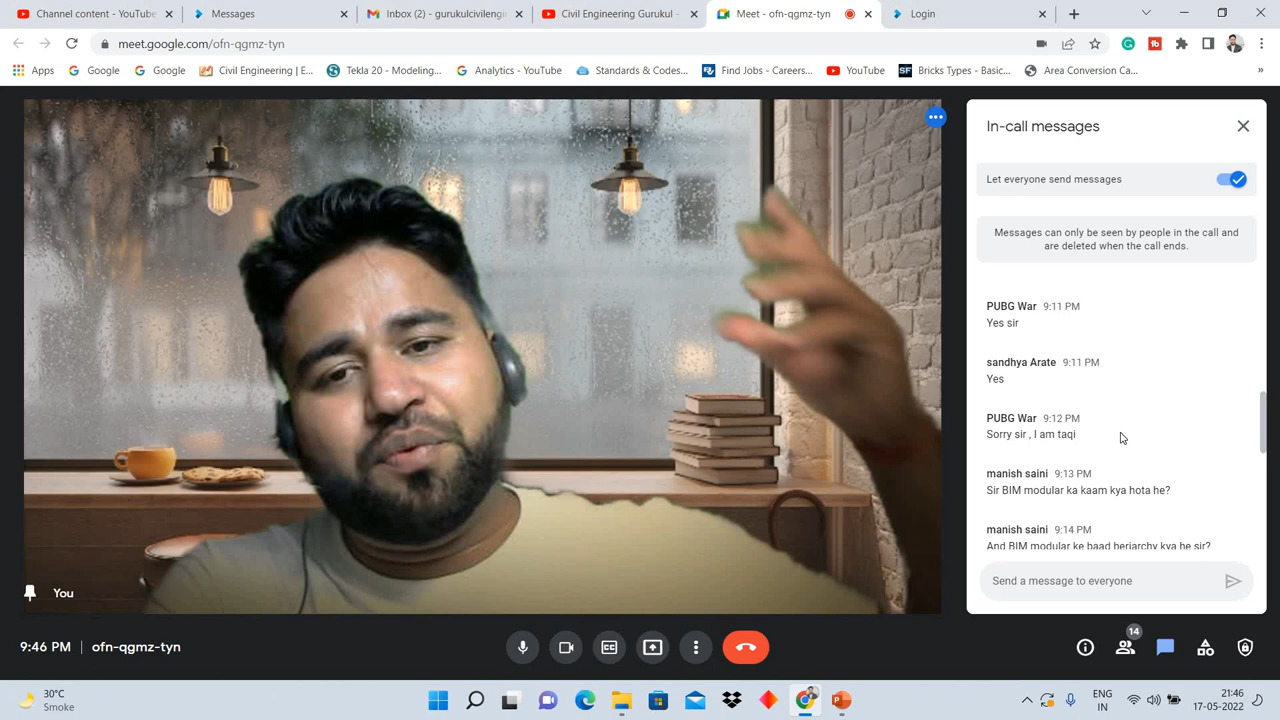 Channel content - YouTube
Messages
Inbox (2) - gurukulcivilengi
Civil Engineering Gurukul -
Meet - ofn-qgmz-tyn
Login
meet.google.com/ofn-qgmz-tyn
Apps
Google
Google
Civil Engineering | E...
Tekla 20 - Modeling...
Analytics - YouTube
Standards & Codes...
Find Jobs - Careers...
YouTube
SF
Bricks Types - Basic...
Area Conversion Ca...
In-call messages
Let everyone send messages
Messages can only be seen by people in the call and
are deleted when the call ends.
PUBG War 9:11 PM
Yes sir
sandhya Arate 9:11 PM
Yes
PUBG War 9:12 PM
Sorry sir , I am taqi
manish saini 9:13 PM
Sir BIM modular ka kaam kya hota he?
manish saini 9:14 PM
And BIM modular ke baad heriarchy kya he sir?
You
Send a message to everyone
9:46 PM | ofn-qgmz-tyn
CC
14
30°C
Smoke
ENG
IN
21:46
17-05-2022